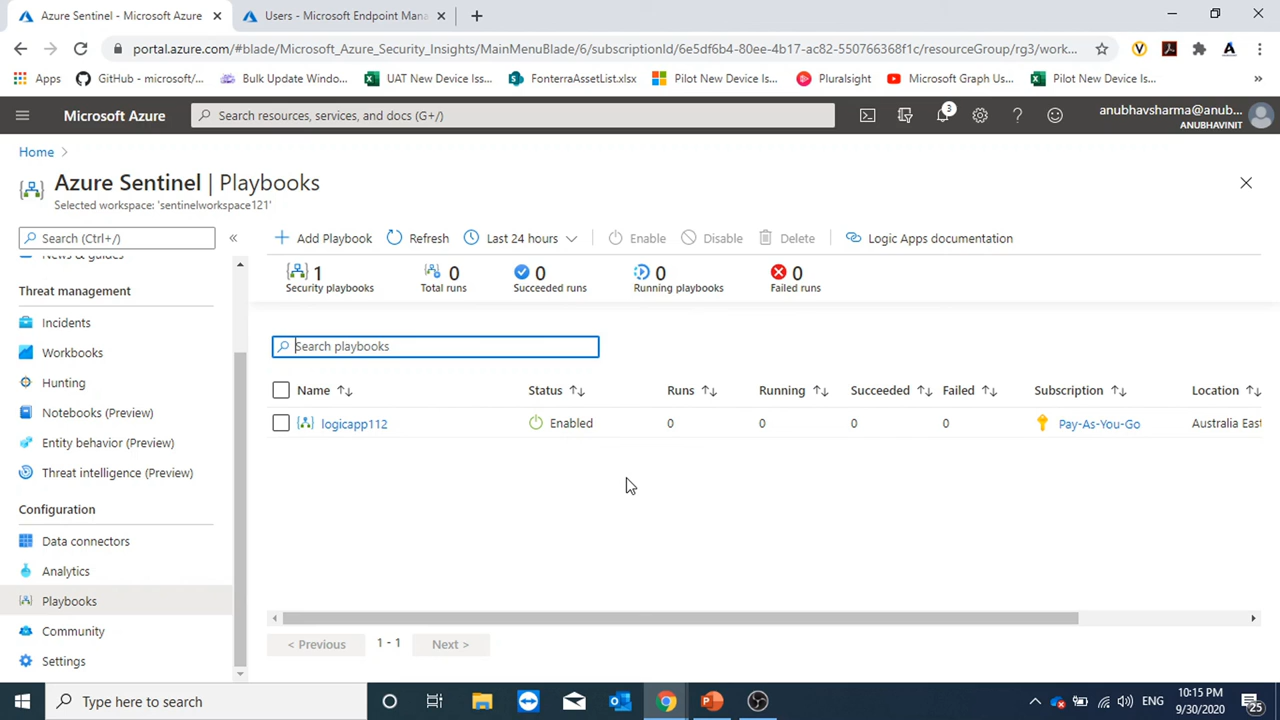 Azure Sentinel - Microsoft Azure
Users - Microsoft Endpoint Mana
portal.azure.com/#blade/Microsoft_Azure_Security_Insights/MainMenuBlade/6/subscriptionId/6e5df6b4-80ee-4b17-ac82-550766368f1c/resourceGroup/rg3/work...
Apps
GitHub - microsoft/...
Bulk Update Windo...
UAT New Device Iss...
FonterraAssetList.xlsx
Pilot New Device Is...
Pluralsight
Microsoft Graph Us...
Pilot New Device Iss...
Microsoft Azure
Search resources, services, and docs (G+/)
3
anubhavsharma@anub...
ANUBHAVINIT
Home
Azure Sentinel | Playbooks
Selected workspace: 'sentinelworkspace121'
Search (Ctrl+/)
Add Playbook
Refresh
Last 24 hours
Enable
Disable
Delete
Logic Apps documentation
News & guides
Threat management
Incidents
Workbooks
Hunting
Notebooks (Preview)
Entity behavior (Preview)
Threat intelligence (Preview)
Configuration
Data connectors
Analytics
Playbooks
Community
Settings
1
Security playbooks
0
Total runs
0
Succeeded runs
0
Running playbooks
0
Failed runs
Search playbooks
Name Status Runs Running Succeeded Failed Subscription Location
logicapp112 Enabled 0 0 0 0 Pay-As-You-Go Australia East
< Previous 1 - 1 Next >
Type here to search
ENG
10:15 PM
9/30/2020
25